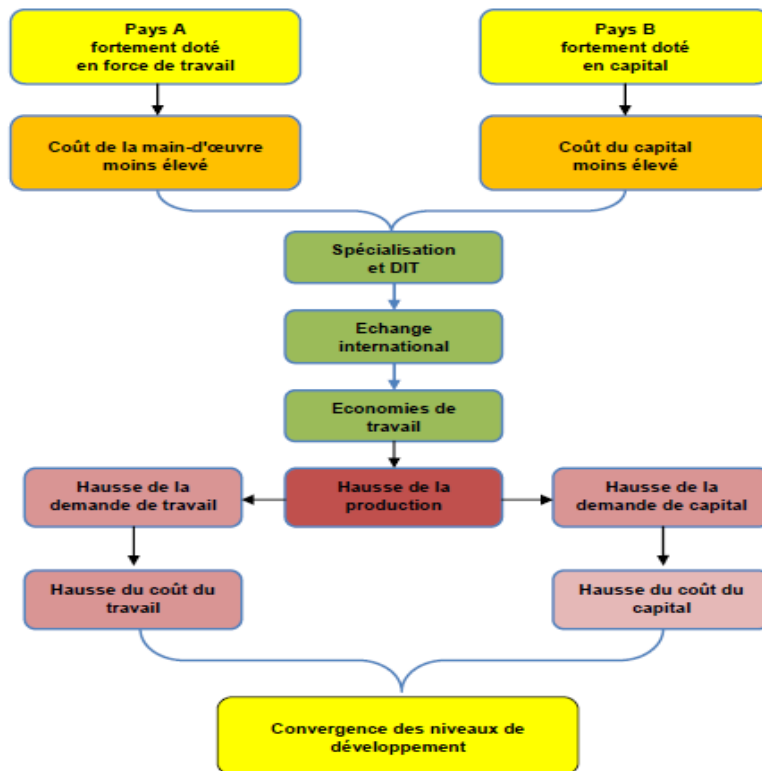 Pays A
fortement doté
en force de travail
Pays B
fortement doté
en capital
Coût de la main-d'œuvre
moins élevé
Coût du capital
moins élevé
Spécialisation
et DIT
Echange
international
Economies de
travail
Hausse de la
demande de travail
Hausse de la
production
Hausse de la
demande de capital
Hausse du coût du
travail
Hausse du coût du
capital
Convergence des niveaux de
développement